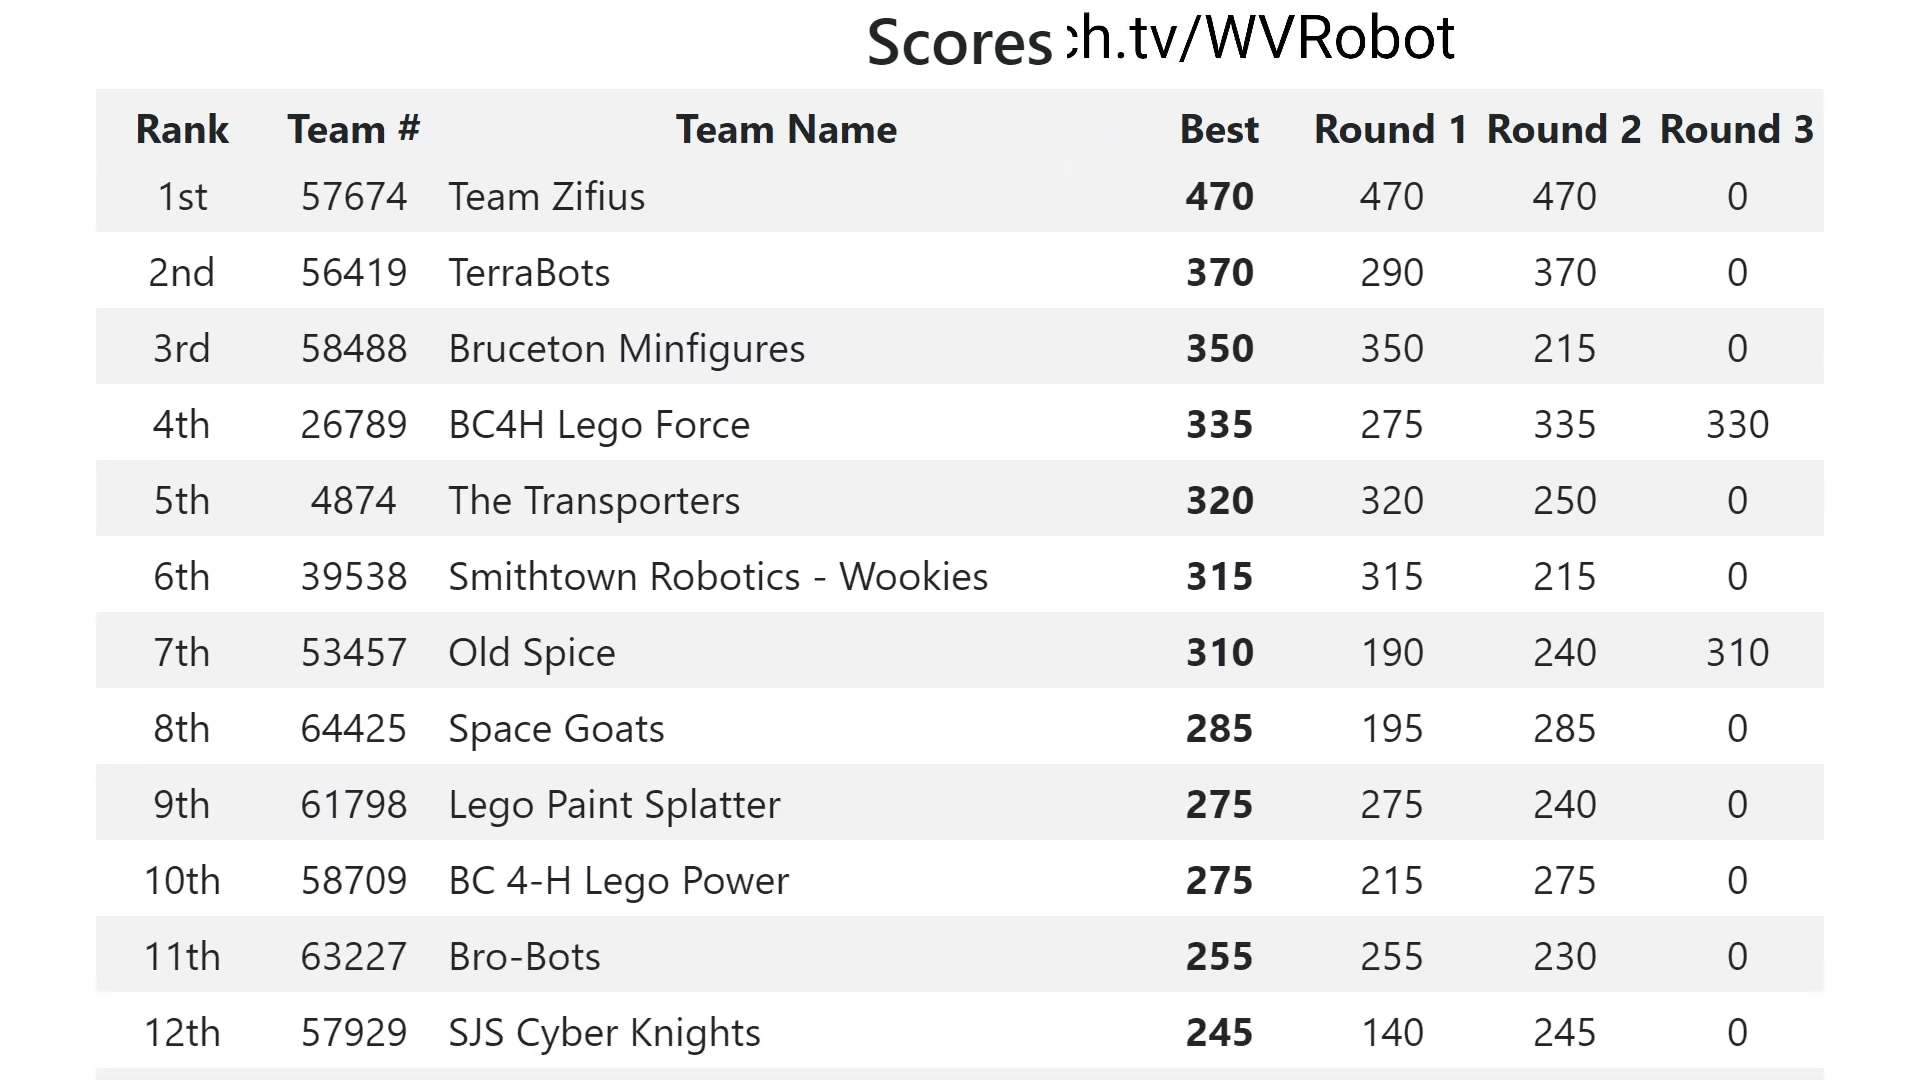 Scores ch.tv/WVRobot
Rank Team # Team Name Best Round 1 Round 2 Round 3
1st 57674 Team Zifius 470 470 470 0
2nd 56419 TerraBots 370 290 370 0
3rd 58488 Bruceton Minfigures 350 350 215 0
4th 26789 BC4H Lego Force 335 275 335 330
5th 4874 The Transporters 320 320 250 0
6th 39538 Smithtown Robotics - Wookies 315 315 215 0
7th 53457 Old Spice 310 190 240 310
8th 64425 Space Goats 285 195 285 0
9th 61798 Lego Paint Splatter 275 275 240 0
10th 58709 BC 4-H Lego Power 275 215 275 0
11th 63227 Bro-Bots 255 255 230 0
12th 57929 SJS Cyber Knights 245 140 245 0